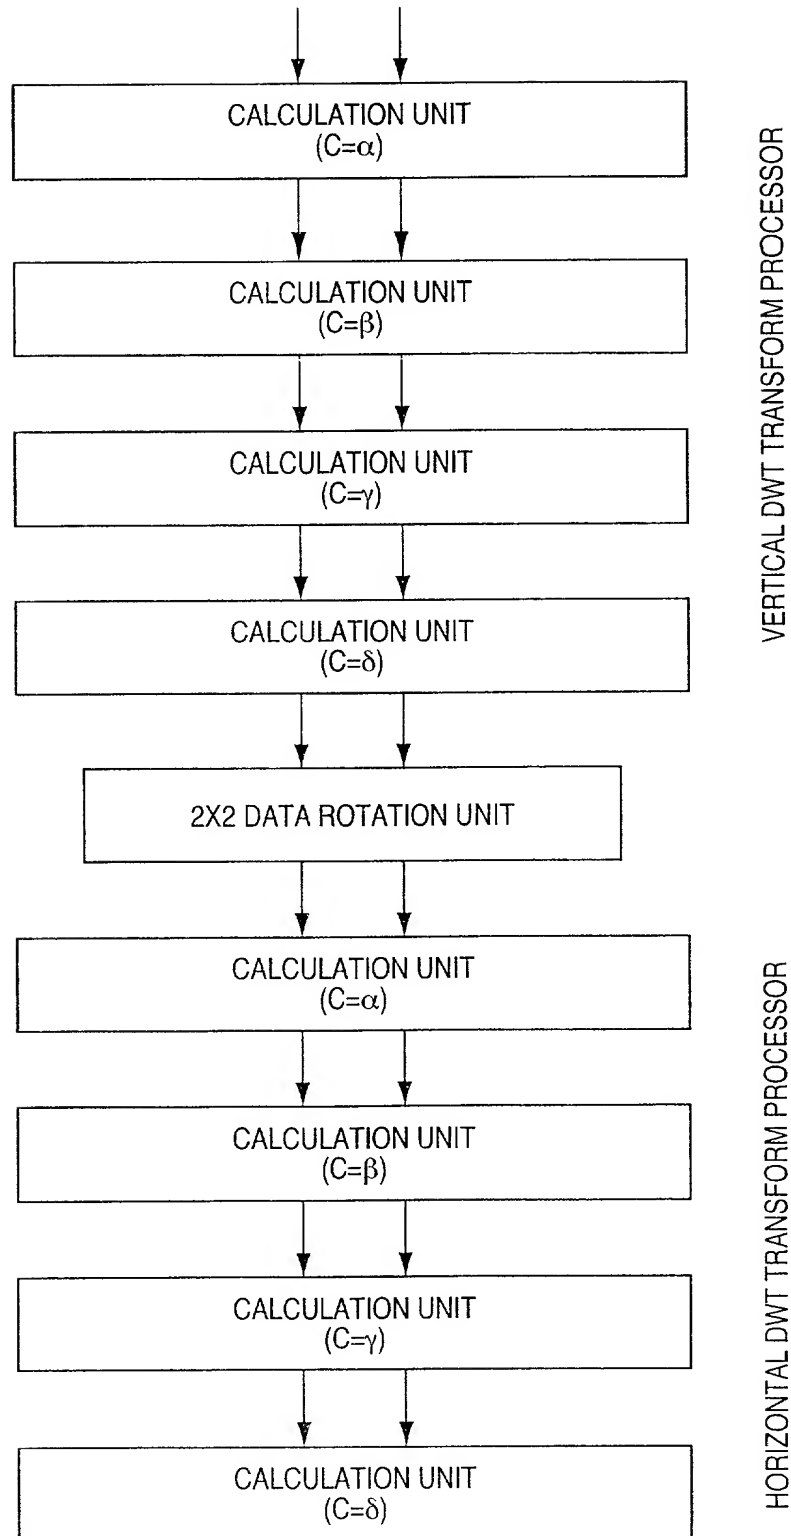 CALCULATION UNIT
(C=α)
CALCULATION UNIT
(C=β)
CALCULATION UNIT
(C=γ)
CALCULATION UNIT
(C=δ)
VERTICAL DWT TRANSFORM PROCESSOR
2X2 DATA ROTATION UNIT
CALCULATION UNIT
(C=α)
CALCULATION UNIT
(C=β)
CALCULATION UNIT
(C=γ)
CALCULATION UNIT
(C=δ)
HORIZONTAL DWT TRANSFORM PROCESSOR